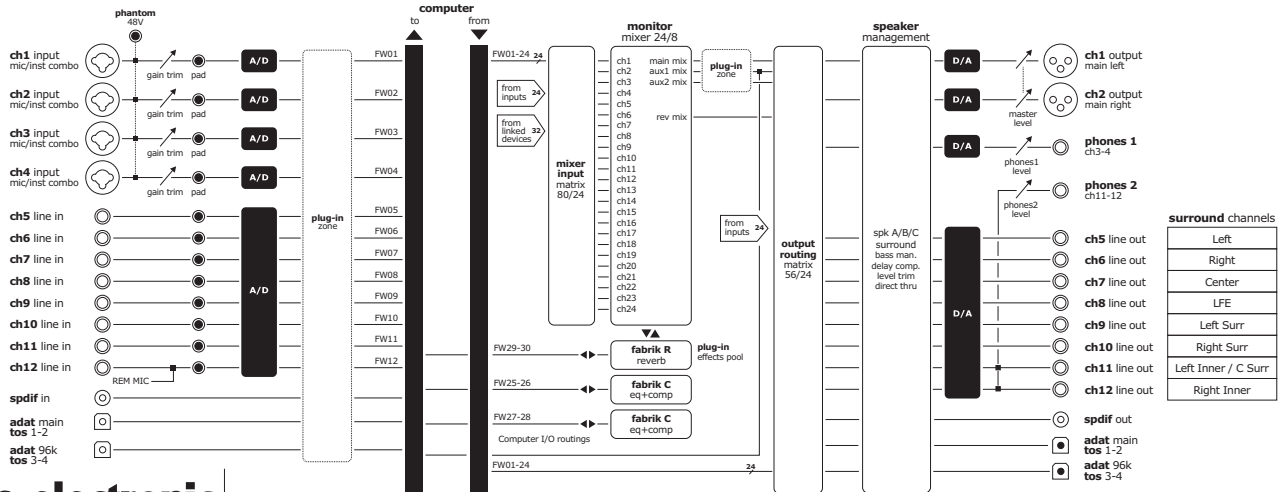 computer
to
from
phantom
48V
monitor
mixer 24/8
speaker
management
ch1 input
mic/inst combo
gain trim
pad
A/D
FW01
ch2 input
mic/inst combo
gain trim
pad
A/D
FW02
ch3 input
mic/inst combo
gain trim
pad
A/D
FW03
ch4 input
mic/inst combo
gain trim
pad
A/D
FW04
ch5 line in
ch6 line in
ch7 line in
ch8 line in
ch9 line in
ch10 line in
ch11 line in
ch12 line in
REM MIC
A/D
spdif in
adat main
tos 1-2
adat 96k
tos 3-4
plug-in
zone
FW05
FW06
FW07
FW08
FW09
FW10
FW11
FW12
FW01-24 24
from
inputs
24
from
linked
devices
32
mixer
input
matrix
80/24
ch1
ch2
ch3
ch4
ch5
ch6
ch7
ch8
ch9
ch10
ch11
ch12
ch13
ch14
ch15
ch16
ch17
ch18
ch19
ch20
ch21
ch22
ch23
ch24
main mix
aux1 mix
aux2 mix
rev mix
plug-in
zone
from
inputs
24
FW29-30
fabrik R
reverb
plug-in
effects pool
FW25-26
fabrik C
eq+comp
FW27-28
fabrik C
eq+comp
Computer I/O routings
FW01-24
24
output
routing
matrix
56/24
spk A/B/C
surround
bass man.
delay comp.
level trim
direct thru
D/A
D/A
D/A
D/A
master
level
phones1
level
phones2
level
ch1 output
main left
ch2 output
main right
phones 1
ch3-4
phones 2
ch11-12
ch5 line out
ch6 line out
ch7 line out
ch8 line out
ch9 line out
ch10 line out
ch11 line out
ch12 line out
spdif out
adat main
tos 1-2
adat 96k
tos 3-4
surround channels
Left
Right
Center
LFE
Left Surr
Right Surr
Left Inner / C Surr
Right Inner